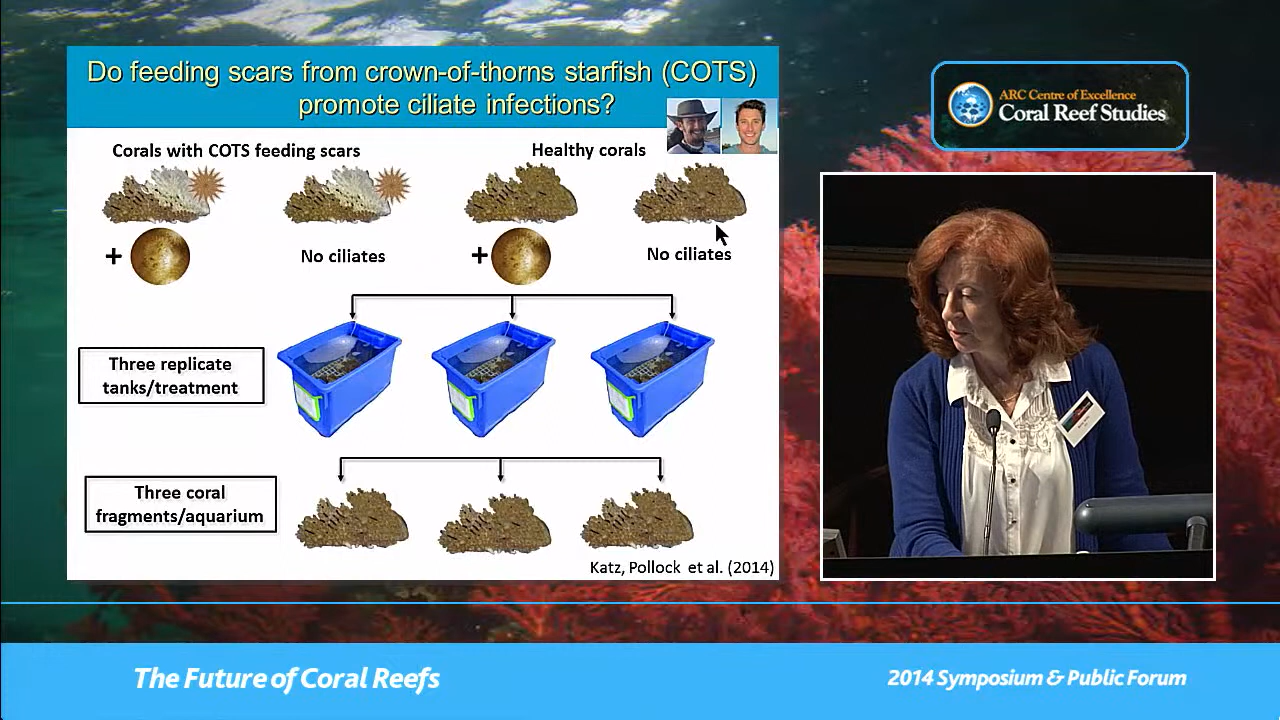 Do feeding scars from crown-of-thorns starfish (COTS)
promote ciliate infections?
Corals with COTS feeding scars
Healthy corals
+
No ciliates
+
No ciliates
Three replicate
tanks/treatment
Three coral
fragments/aquarium
Katz, Pollock et al. (2014)
ARC Centre of Excellence
Coral Reef Studies
The Future of Coral Reefs
2014 Symposium & Public Forum